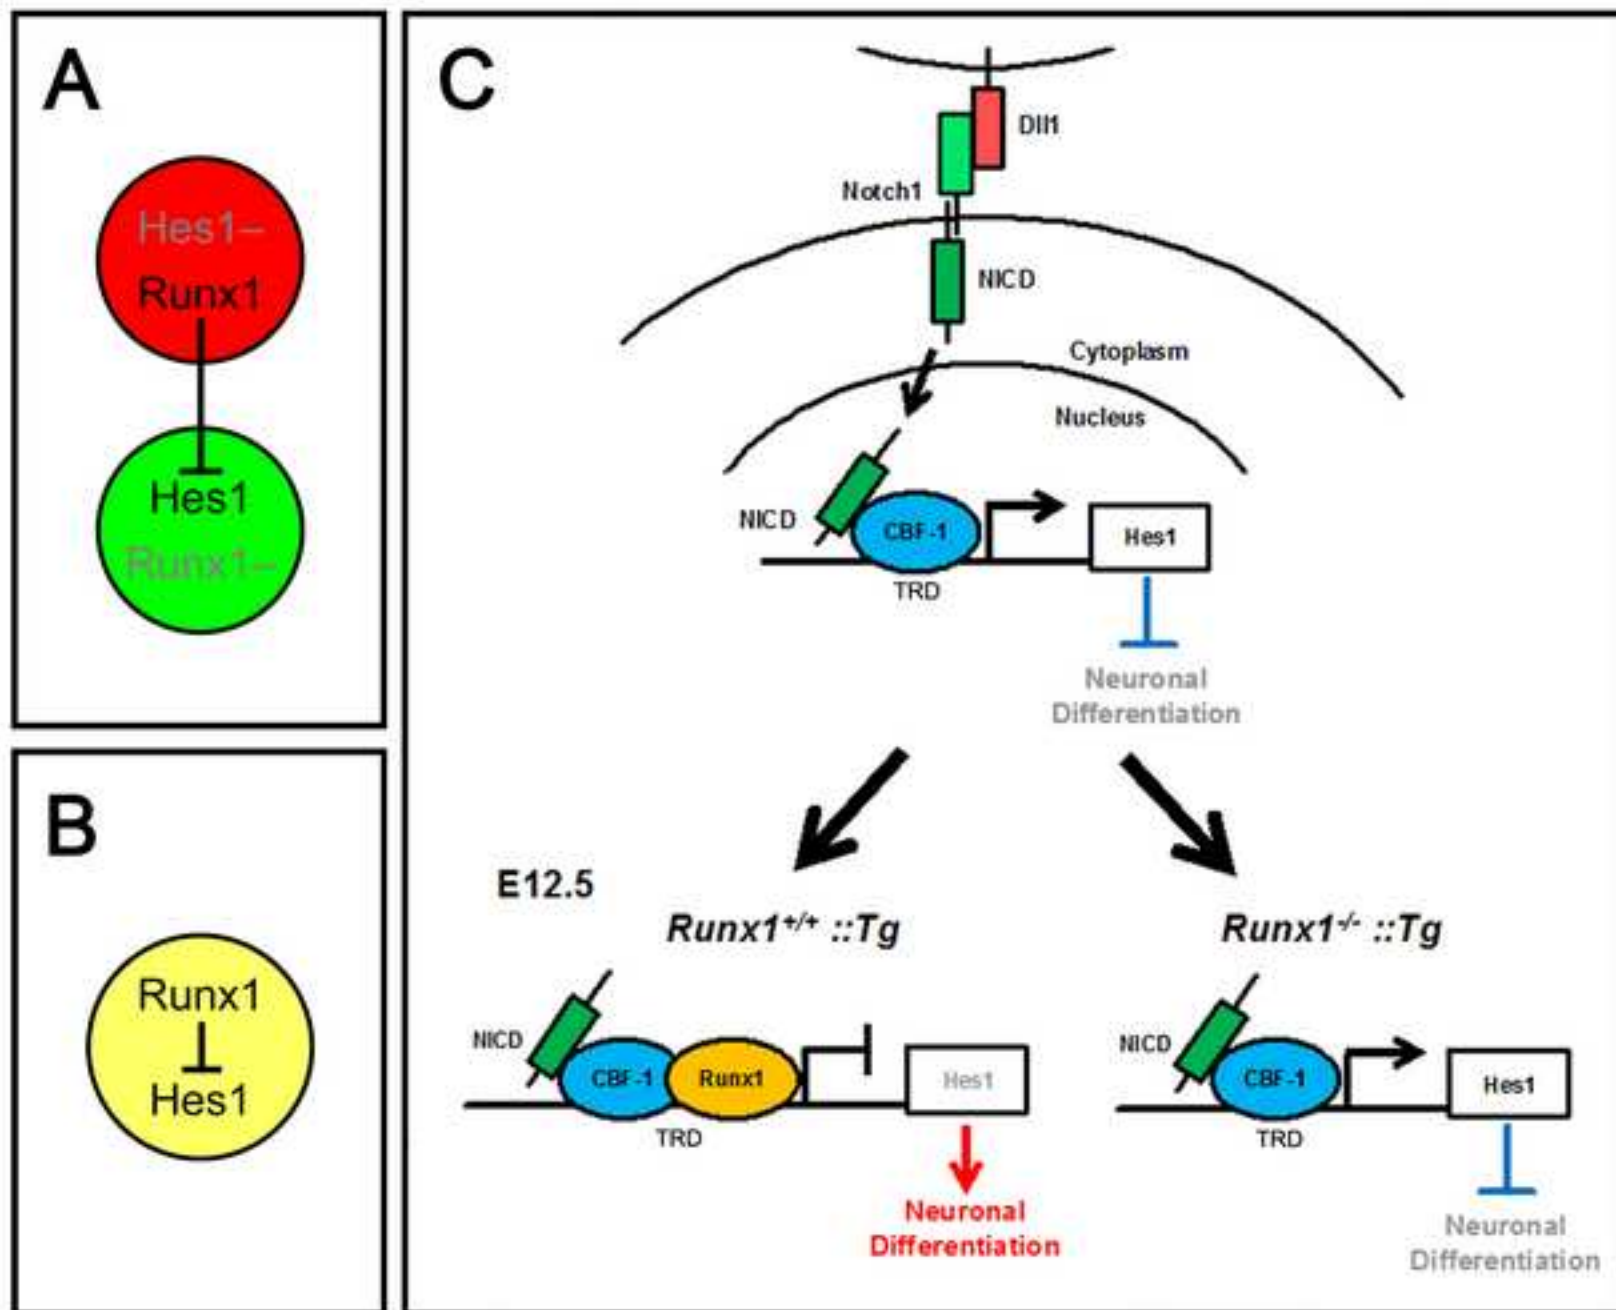 A
Hes1–
Runx1
Hes1
Runx1–
B
Runx1
Hes1
C
Dll1
Notch1
NICD
Cytoplasm
Nucleus
NICD
CBF-1
Hes1
TRD
Neuronal
Differentiation
E12.5
Runx1+/+ ::Tg
Runx1-/- ::Tg
NICD
CBF-1
Runx1
Hes1
TRD
Neuronal
Differentiation
NICD
CBF-1
Hes1
TRD
Neuronal
Differentiation